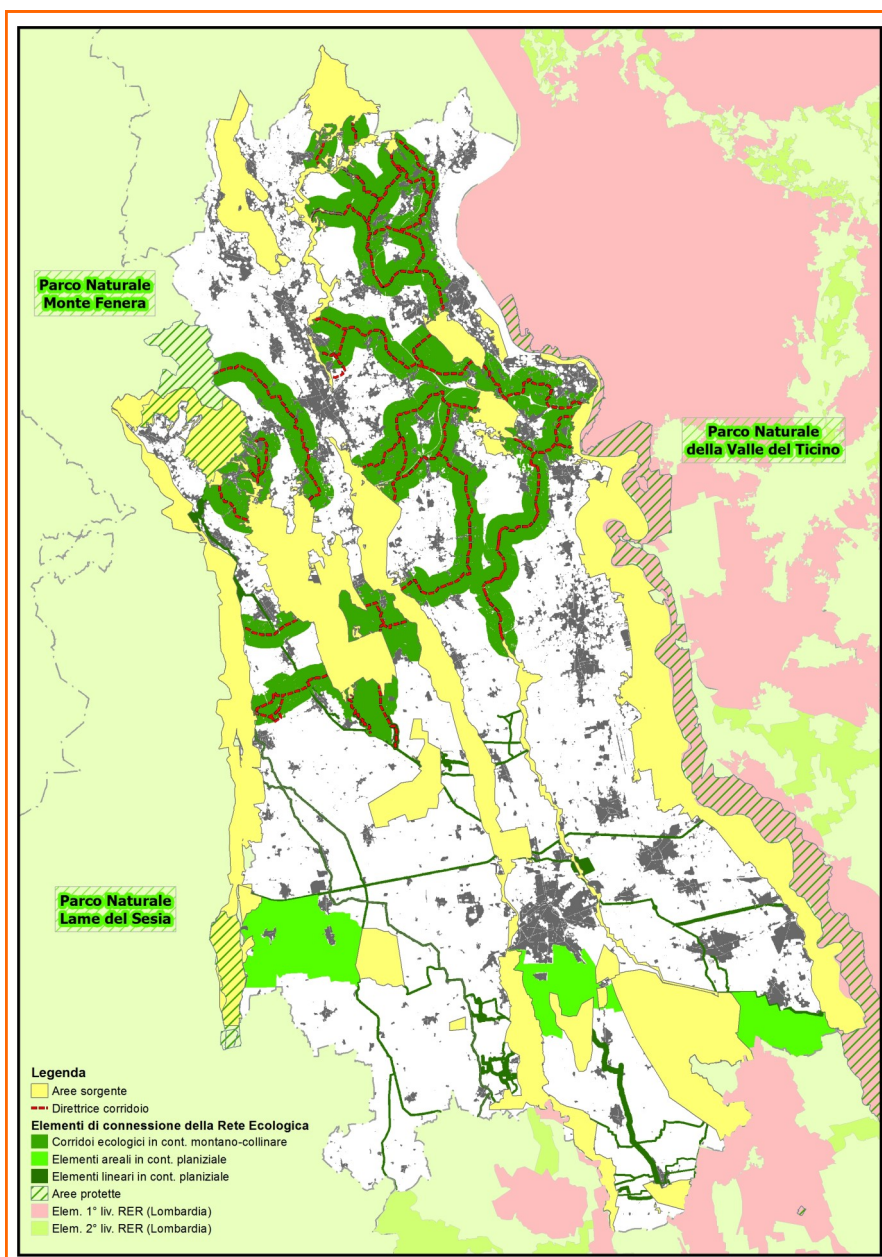 Parco Naturale
Monte Fenera
Parco Naturale
della Valle del Ticino
Parco Naturale
Lame del Sesia
Legenda
Aree sorgente
Direttrice corridoio
Elementi di connessione della Rete Ecologica
Corridoi ecologici in cont. montano-collinare
Elementi areali in cont. planiziale
Elementi lineari in cont. planiziale
Aree protette
Elem. 1° liv. RER (Lombardia)
Elem. 2° liv. RER (Lombardia)